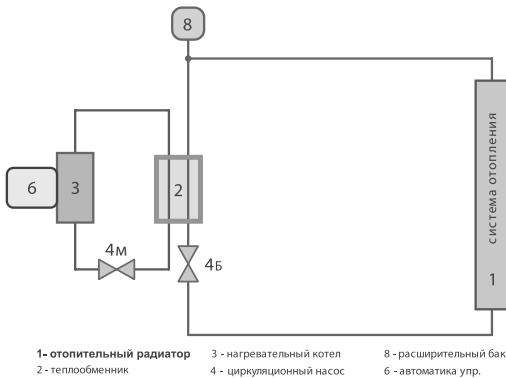 8
система отопления
6
3
2
4м
4Б
1
1- отопительный радиатор
3 - нагревательный котел
8 - расширительный бак
2 - теплообменник
4 - циркуляционный насос
6 - автоматика упр.